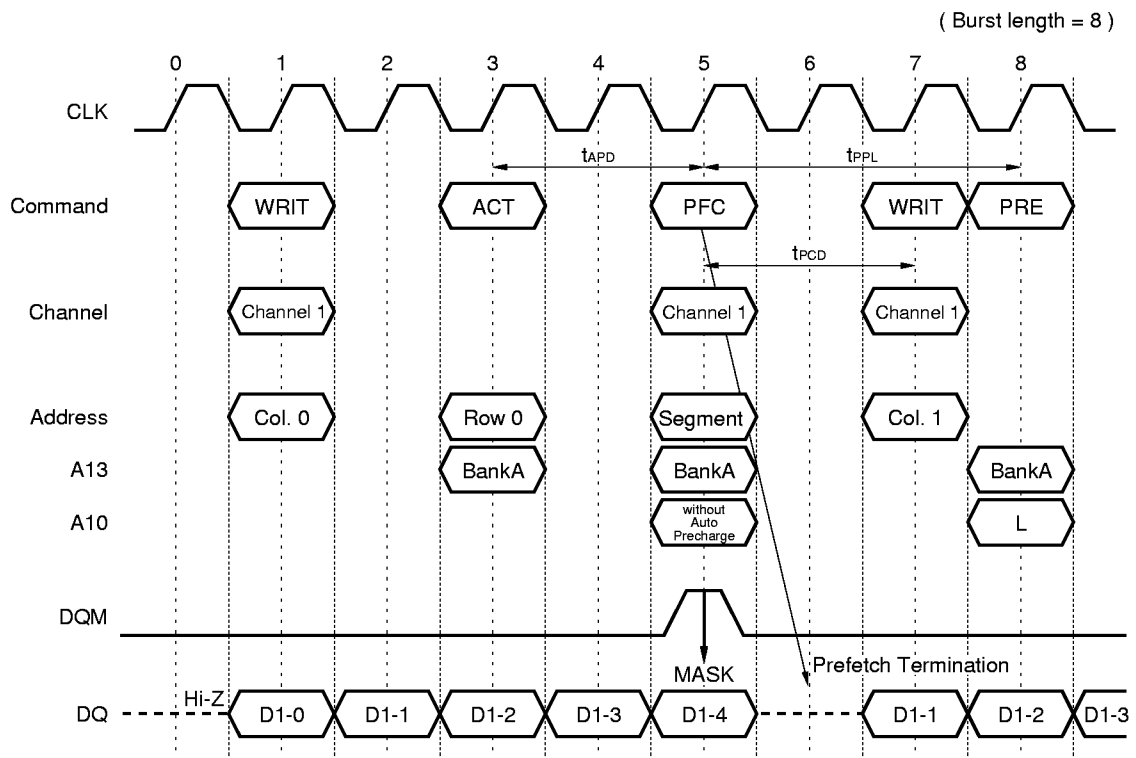 ( Burst length = 8 )
0 1 2 3 4 5 6 7 8
CLK
tAPD tPPL
Command WRIT ACT PFC WRIT PRE
tPCD
Channel Channel 1 Channel 1 Channel 1
Address Col. 0 Row 0 Segment Col. 1
A13 BankA BankA BankA
A10 without Auto Precharge L
DQM
MASK Prefetch Termination
Hi-Z
DQ D1-0 D1-1 D1-2 D1-3 D1-4 D1-1 D1-2 D1-3